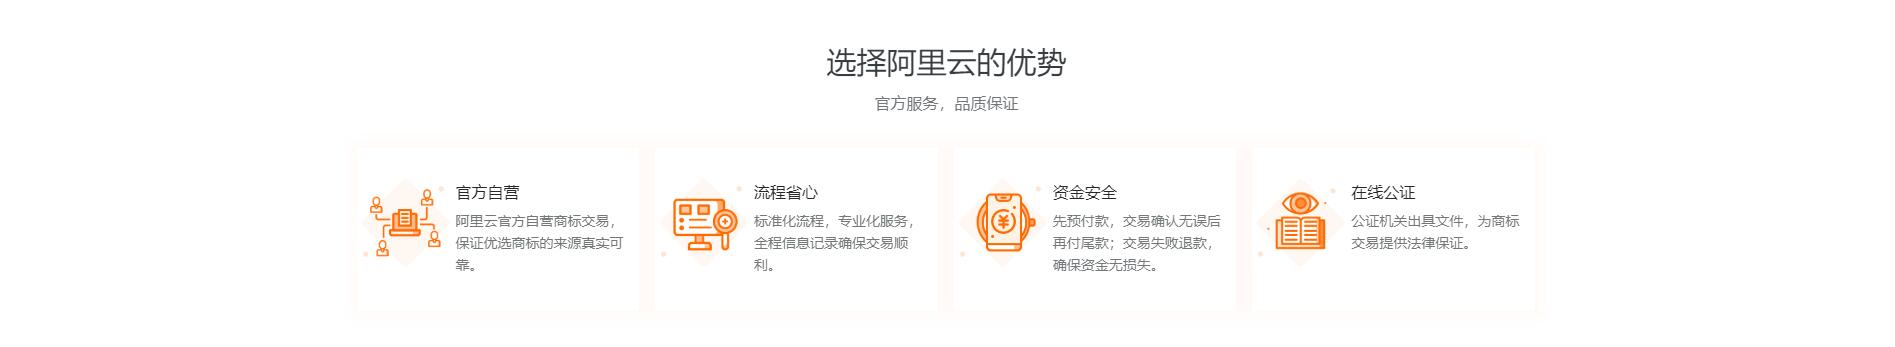 选择阿里云的优势
官方服务，品质保证
官方自营
阿里云官方自营商标交易，
保证优选商标的来源真实可
靠。
流程省心
标准化流程，专业化服务，
全程信息记录确保交易顺
利。
资金安全
先预付款，交易确认无误后
再付尾款；交易失败退款，
确保资金无损失。
在线公证
公证机关出具文件，为商标
交易提供法律保证。